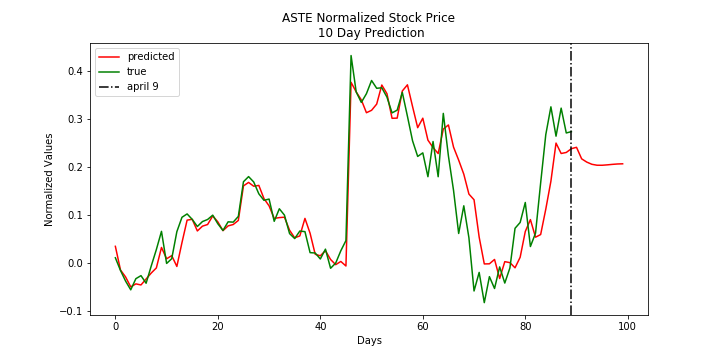 ASTE Normalized Stock Price
10 Day Prediction
predicted
true
april 9
Normalized Values
0.4
0.3
0.2
0.1
0.0
−0.1
0 20 40 60 80 100
Days